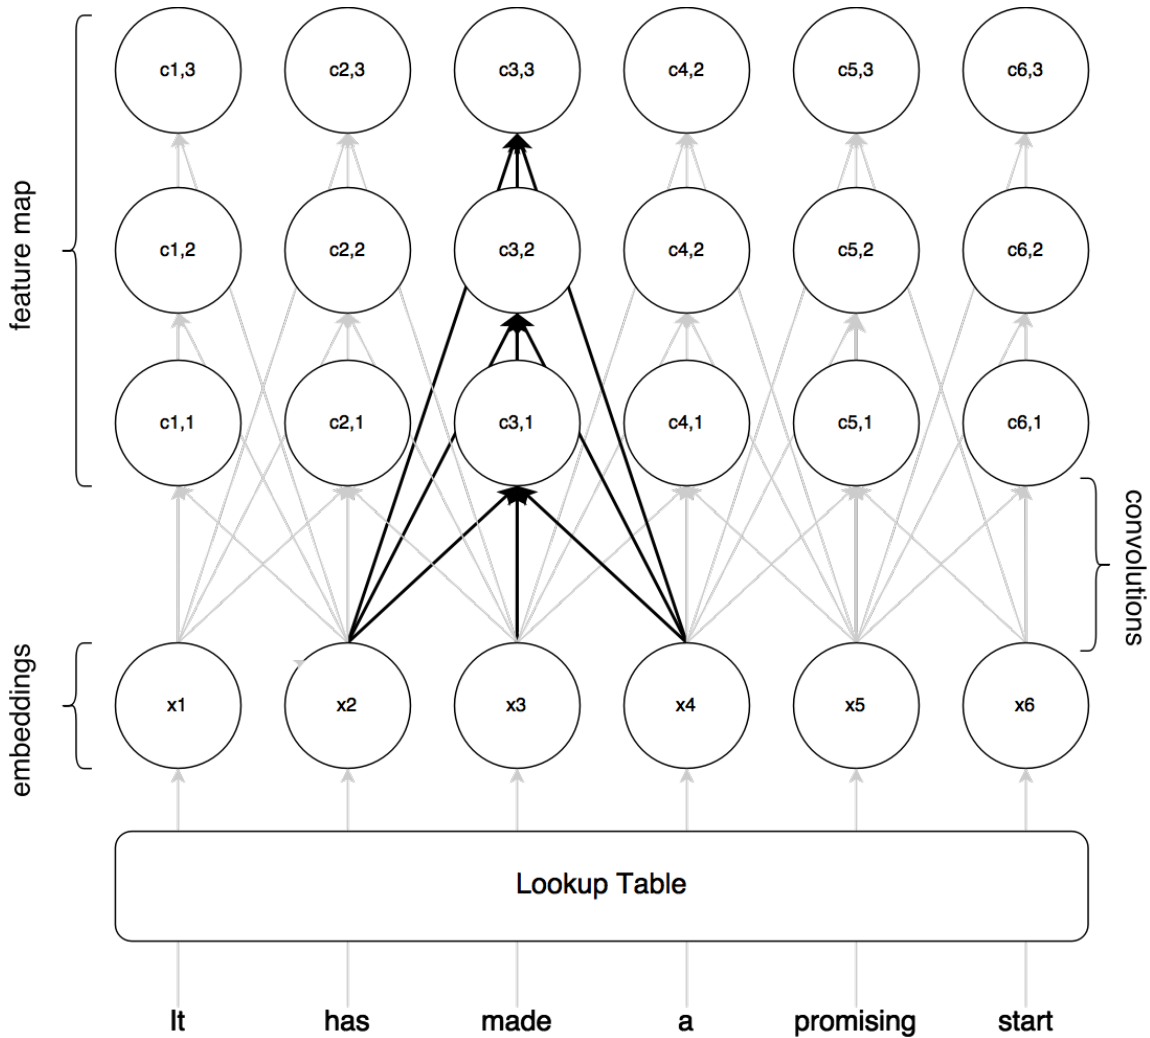 c1,3 c2,3 c3,3 c4,2 c5,3 c6,3
feature map
c1,2 c2,2 c3,2 c4,2 c5,2 c6,2
c1,1 c2,1 c3,1 c4,1 c5,1 c6,1
convolutions
embeddings
x1 x2 x3 x4 x5 x6
Lookup Table
It has made a promising start